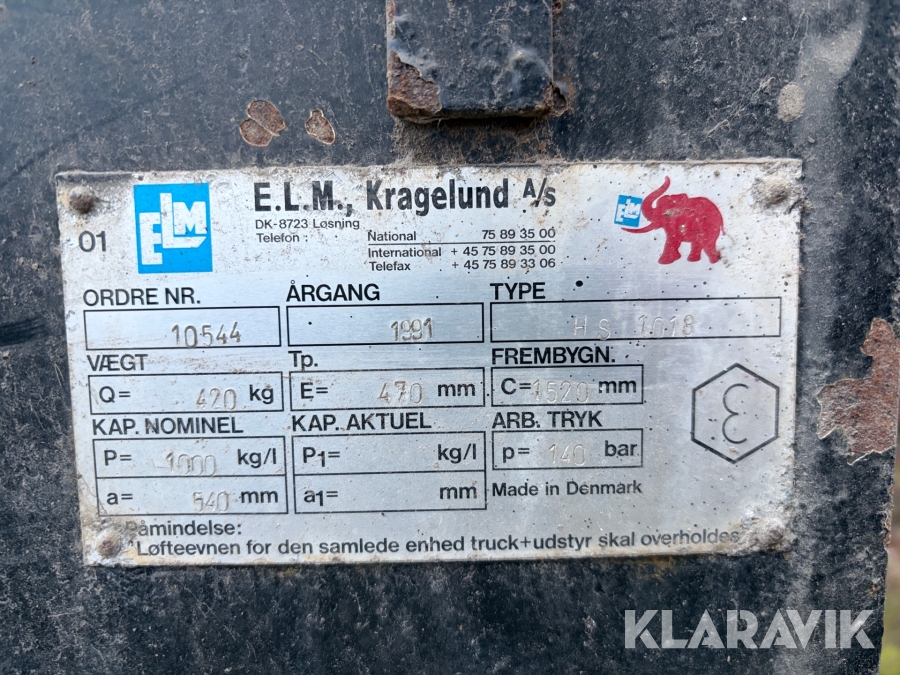 ELM
E.L.M., Kragelund A/s
DK-8723 Løsning
Telefon :
National 75 89 35 00
International + 45 75 89 35 00
Telefax + 45 75 89 33 06
ELM
01
ORDRE NR. ÅRGANG TYPE
10544 1991 HS 1018
VÆGT Tp. FREMBYGN.
Q= 420 kg E= 470 mm C= 1520 mm
KAP. NOMINEL KAP. AKTUEL ARB. TRYK
P= 1000 kg/l P1= kg/l p= 140 bar
a= 540 mm a1= mm Made in Denmark
Påmindelse:
"Løfteevnen for den samlede enhed truck+udstyr skal overholdes"
KLARAVIK